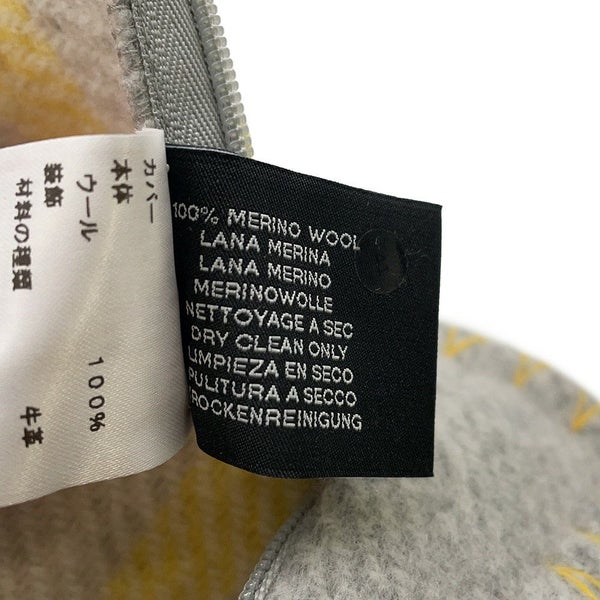 カバー
本体
ウール 100%
装飾
材料の種類 牛革
100% MERINO WOOL
LANA MERINA
LANA MERINO
MERINOWOLLE
NETTOYAGE A SEC
DRY CLEAN ONLY
LIMPIEZA EN SECO
PULITURA A SECCO
ROCKENREINIGUNG